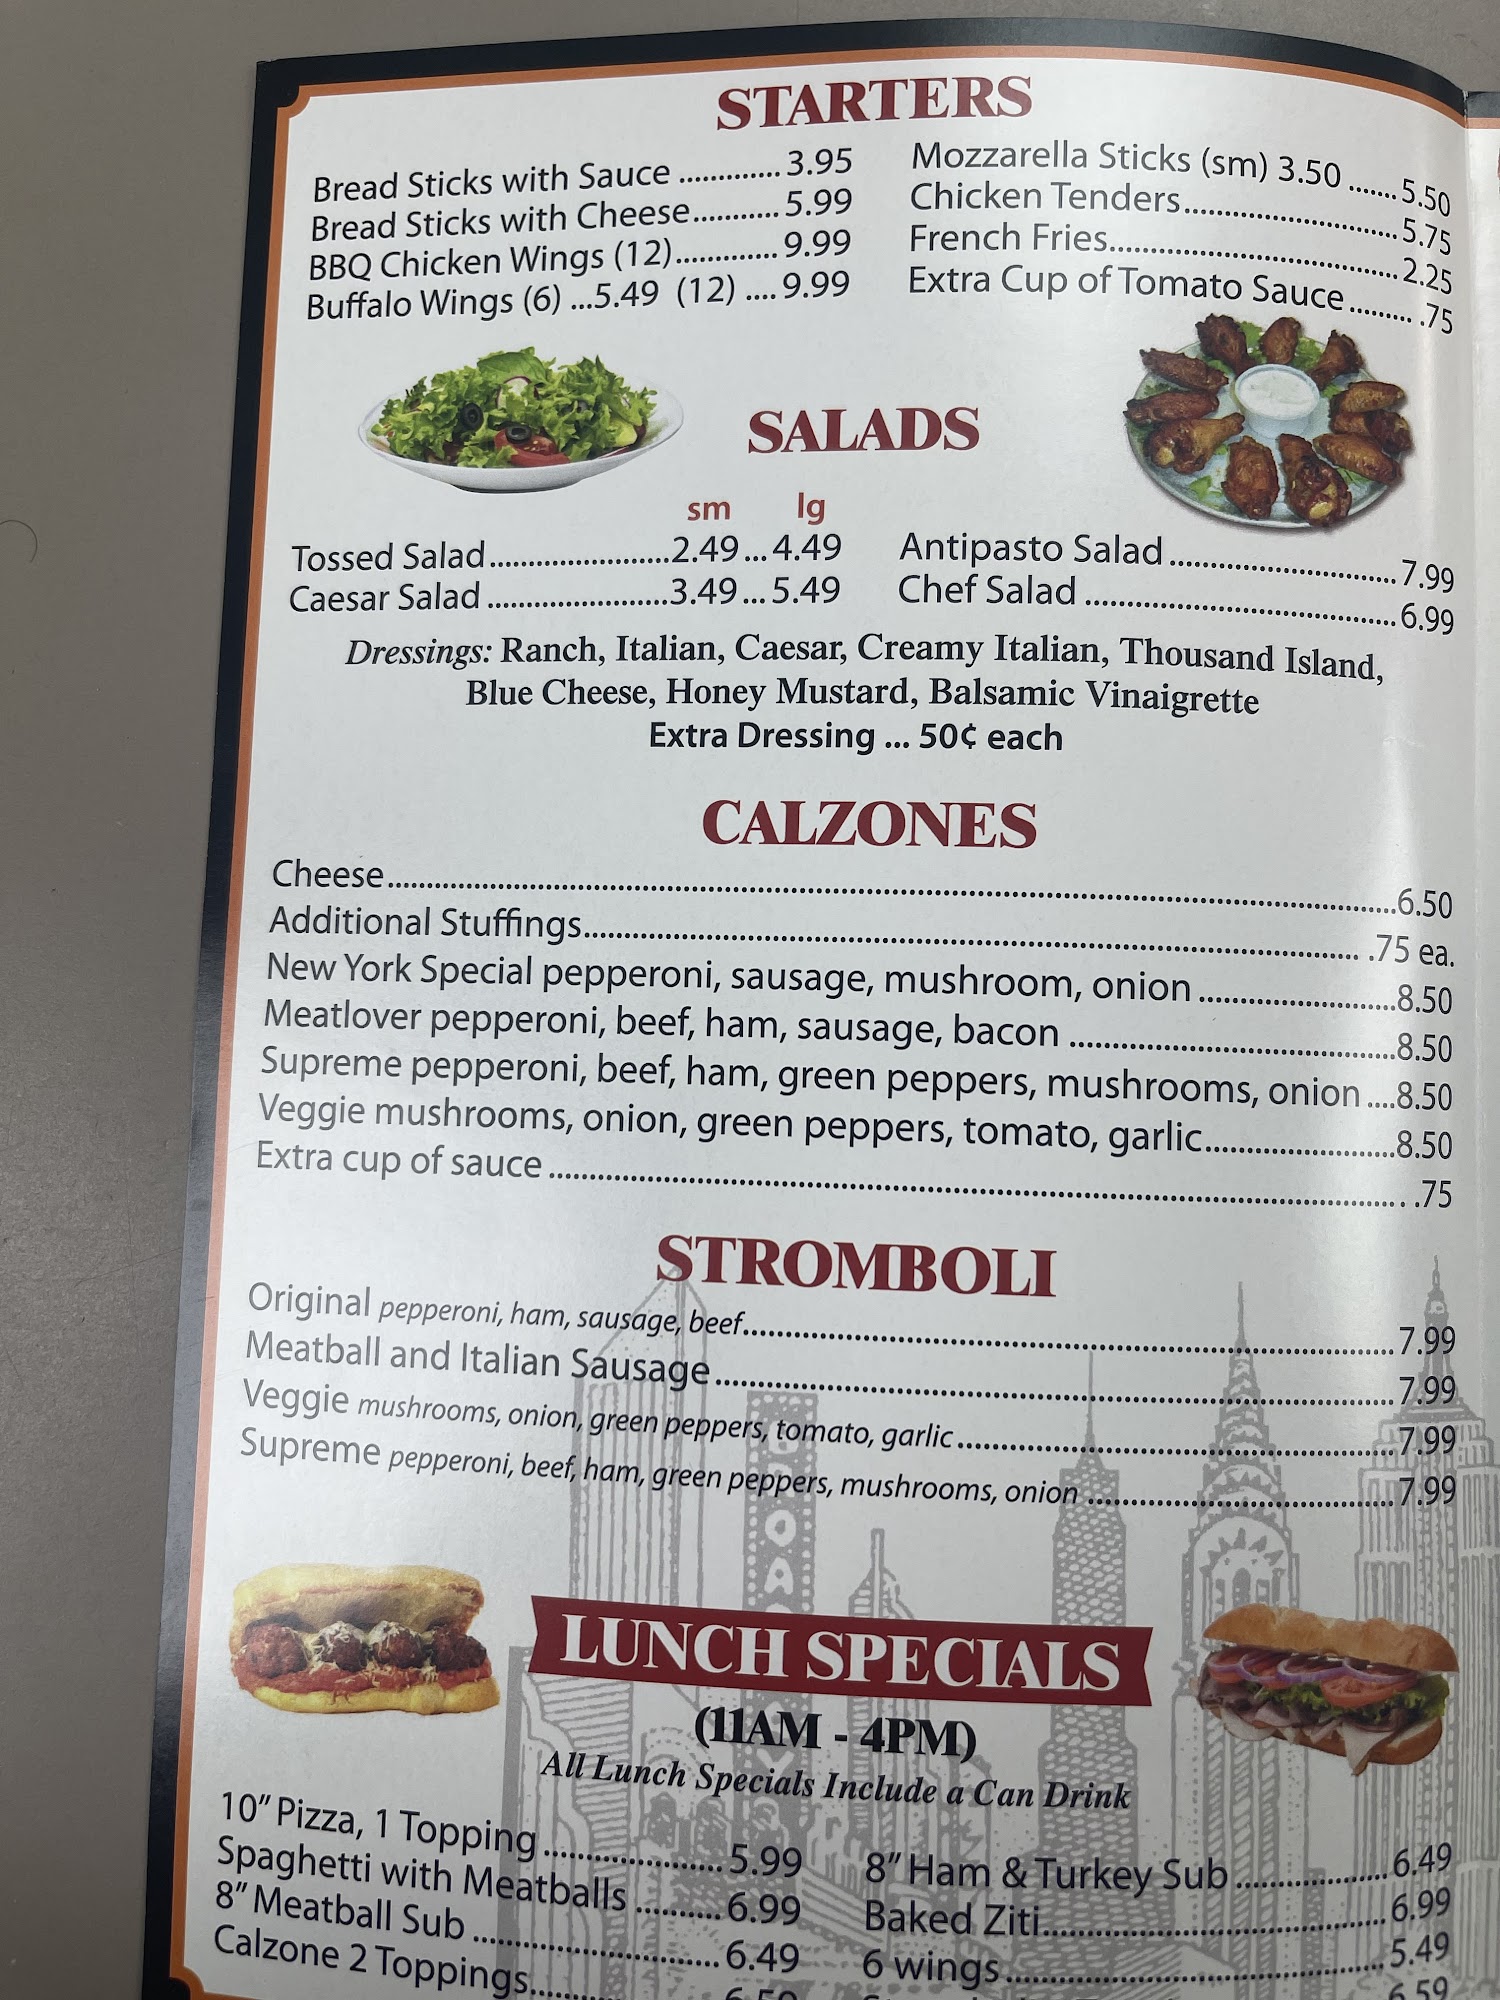 STARTERS
Bread Sticks with Sauce ............. 3.95
Bread Sticks with Cheese........... 5.99
BBQ Chicken Wings (12)............. 9.99
Buffalo Wings (6) ...5.49 (12) .... 9.99
Mozzarella Sticks (sm) 3.50 .......5.50
Chicken Tenders.............................5.75
French Fries......................................2.25
Extra Cup of Tomato Sauce ......... .75
SALADS
sm lg
Tossed Salad.........................2.49...4.49
Caesar Salad.........................3.49...5.49
Antipasto Salad ..............................7.99
Chef Salad ........................................6.99
Dressings: Ranch, Italian, Caesar, Creamy Italian, Thousand Island,
Blue Cheese, Honey Mustard, Balsamic Vinaigrette
Extra Dressing ... 50¢ each
CALZONES
Cheese..........................................................6.50
Additional Stuffings.......................................... .75 ea.
New York Special pepperoni, sausage, mushroom, onion .........................8.50
Meatlover pepperoni, beef, ham, sausage, bacon .........................................8.50
Supreme pepperoni, beef, ham, green peppers, mushrooms, onion ....8.50
Veggie mushrooms, onion, green peppers, tomato, garlic........................8.50
Extra cup of sauce .......................................................... .75
STROMBOLI
Original pepperoni, ham, sausage, beef..........................................7.99
Meatball and Italian Sausage..........................................7.99
Veggie mushrooms, onion, green peppers, tomato, garlic..........................................7.99
Supreme pepperoni, beef, ham, green peppers, mushrooms, onion ..........................................7.99
LUNCH SPECIALS
(11AM - 4PM)
All Lunch Specials Include a Can Drink
10" Pizza, 1 Topping .......................5.99
Spaghetti with Meatballs ...........6.99
8" Meatball Sub ................................6.49
Calzone 2 Toppings............
8" Ham & Turkey Sub ...................6.49
Baked Ziti...........................................6.99
6 wings ...............................................5.49
6.59